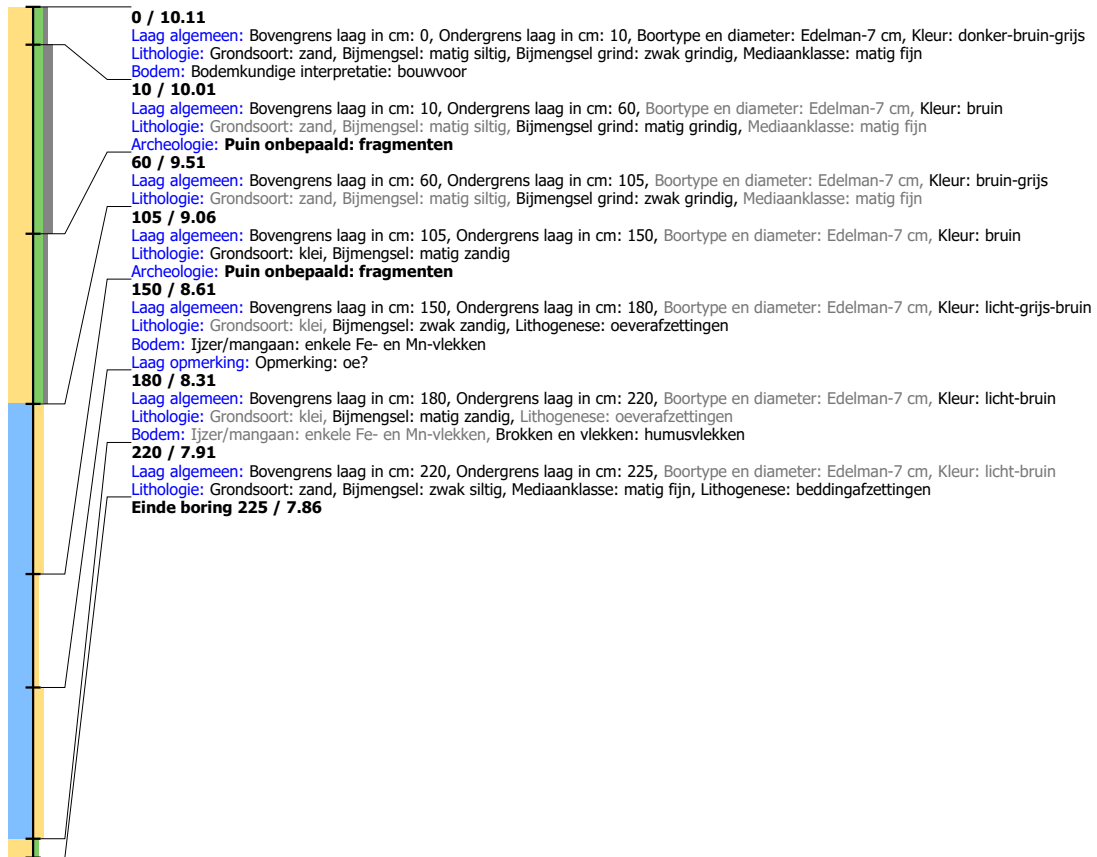 0 / 10.11
Laag algemeen: Bovengrens laag in cm: 0, Ondergrens laag in cm: 10, Boortype en diameter: Edelman-7 cm, Kleur: donker-bruin-grijs
Lithologie: Grondsoort: zand, Bijmengsel: matig siltig, Bijmengsel grind: zwak grindig, Mediaanklasse: matig fijn
Bodem: Bodemkundige interpretatie: bouwvoor
10 / 10.01
Laag algemeen: Bovengrens laag in cm: 10, Ondergrens laag in cm: 60, Boortype en diameter: Edelman-7 cm, Kleur: bruin
Lithologie: Grondsoort: zand, Bijmengsel: matig siltig, Bijmengsel grind: matig grindig, Mediaanklasse: matig fijn
Archeologie: Puin onbepaald: fragmenten
60 / 9.51
Laag algemeen: Bovengrens laag in cm: 60, Ondergrens laag in cm: 105, Boortype en diameter: Edelman-7 cm, Kleur: bruin-grijs
Lithologie: Grondsoort: zand, Bijmengsel: matig siltig, Bijmengsel grind: zwak grindig, Mediaanklasse: matig fijn
105 / 9.06
Laag algemeen: Bovengrens laag in cm: 105, Ondergrens laag in cm: 150, Boortype en diameter: Edelman-7 cm, Kleur: bruin
Lithologie: Grondsoort: klei, Bijmengsel: matig zandig
Archeologie: Puin onbepaald: fragmenten
150 / 8.61
Laag algemeen: Bovengrens laag in cm: 150, Ondergrens laag in cm: 180, Boortype en diameter: Edelman-7 cm, Kleur: licht-grijs-bruin
Lithologie: Grondsoort: klei, Bijmengsel: zwak zandig, Lithogenese: oeverafzettingen
Bodem: Ijzer/mangaan: enkele Fe- en Mn-vlekken
Laag opmerking: Opmerking: oe?
180 / 8.31
Laag algemeen: Bovengrens laag in cm: 180, Ondergrens laag in cm: 220, Boortype en diameter: Edelman-7 cm, Kleur: licht-bruin
Lithologie: Grondsoort: klei, Bijmengsel: matig zandig, Lithogenese: oeverafzettingen
Bodem: Ijzer/mangaan: enkele Fe- en Mn-vlekken, Brokken en vlekken: humusvlekken
220 / 7.91
Laag algemeen: Bovengrens laag in cm: 220, Ondergrens laag in cm: 225, Boortype en diameter: Edelman-7 cm, Kleur: licht-bruin
Lithologie: Grondsoort: zand, Bijmengsel: zwak siltig, Mediaanklasse: matig fijn, Lithogenese: beddingafzettingen
Einde boring 225 / 7.86